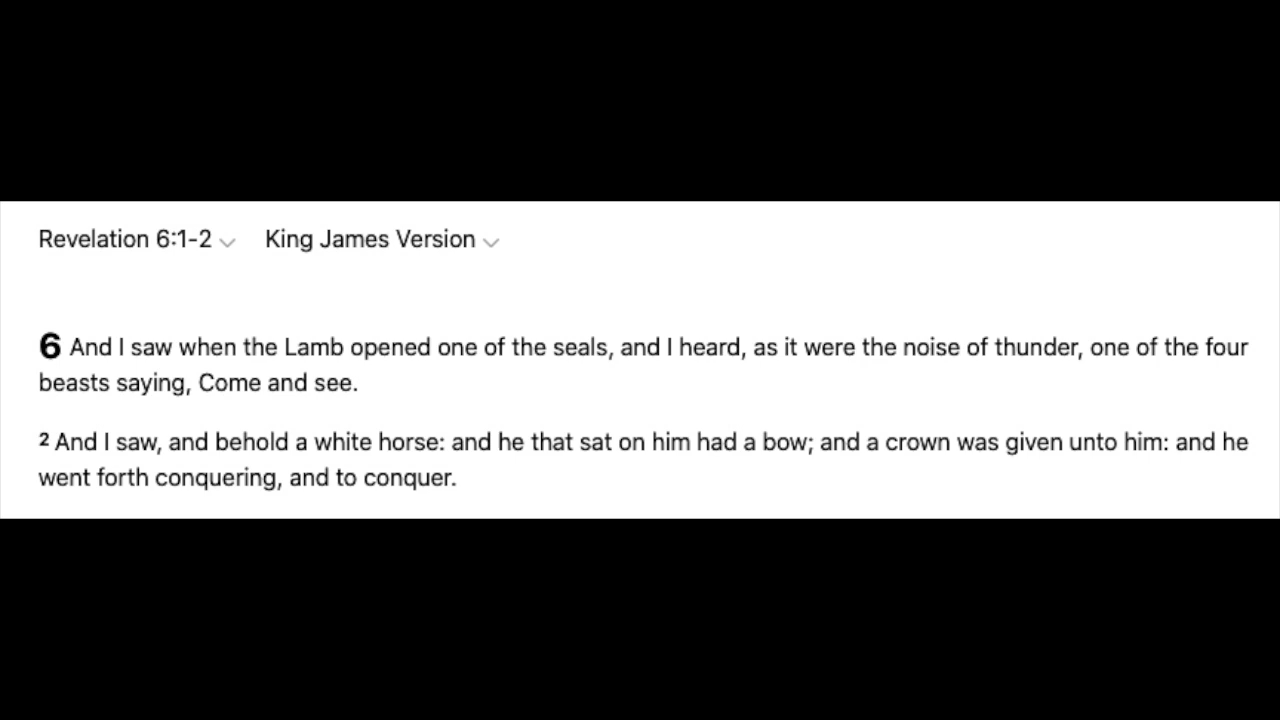 Revelation 6:1-2 King James Version
6 And I saw when the Lamb opened one of the seals, and I heard, as it were the noise of thunder, one of the four
beasts saying, Come and see.
2 And I saw, and behold a white horse: and he that sat on him had a bow; and a crown was given unto him: and he
went forth conquering, and to conquer.